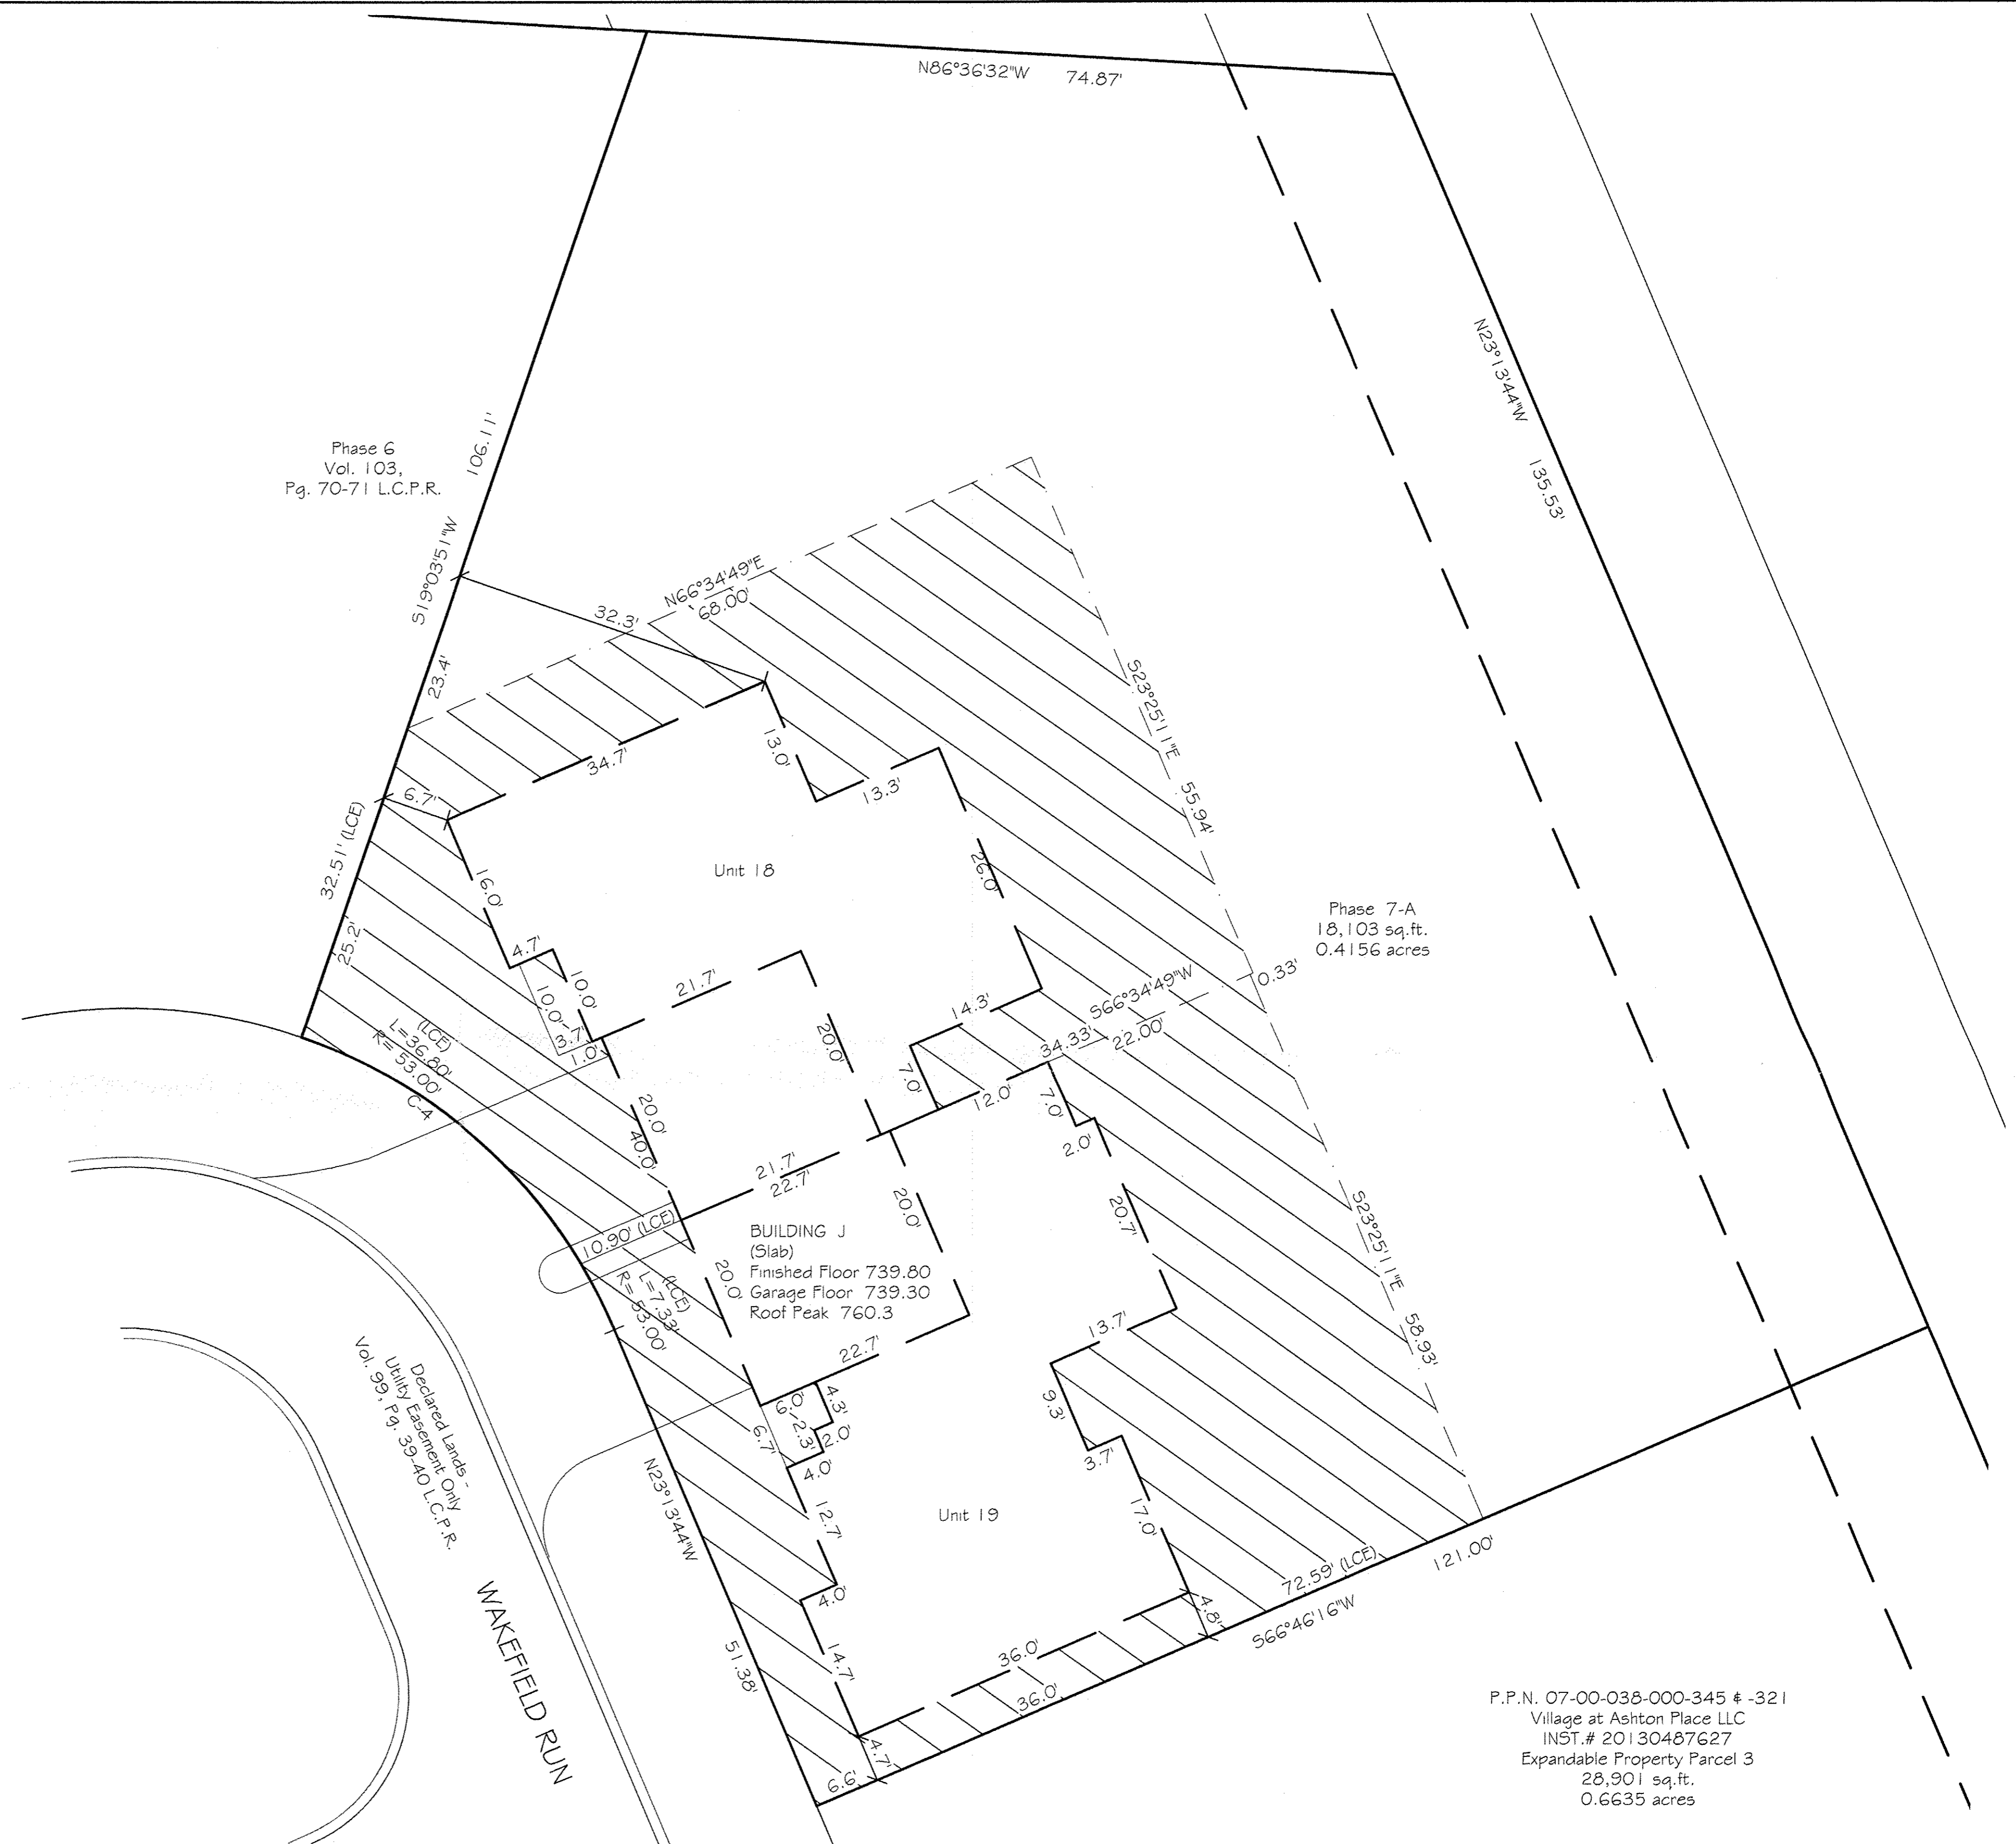 N86°36'32"W 74.87'
N23°13'44"W 135.53'
106.11'
S19°03'51"W
Phase 6
Vol. 103,
Pg. 70-71 L.C.P.R.
N66°34'49"E
68.00'
32.3'
23.4'
34.7'
13.0'
13.3'
6.7'
32.51' (LCE)
25.2'
S23°25'11"E 55.94'
16.0'
Unit 18
26.0'
4.7'
10.0'
10.0'
3.7'
1.0'
21.7'
20.0'
14.3'
7.0'
12.0'
34.33'
S66°34'49"W
22.00'
0.33'
Phase 7-A
18,103 sq.ft.
0.4156 acres
(LCE)
L=36.80'
R= 53.00'
C-4
20.0'
40.0'
7.0'
2.0'
21.7'
22.7'
20.0'
20.7'
S23°25'11"E 58.93'
10.90' (LCE)
BUILDING J
(Slab)
Finished Floor 739.80
Garage Floor 739.30
Roof Peak 760.3
20.0'
(LCE)
L=7.33'
R= 53.00'
22.7'
13.7'
9.3'
3.7'
6.0'
4.3'
2.3'
2.0'
6.7'
4.0'
Declared Lands -
Utility Easement Only
Vol. 99, Pg. 39-40 L.C.P.R.
N23°13'44"W
51.38'
12.7'
Unit 19
17.0'
4.0'
14.7'
36.0'
36.0'
4.8'
72.59' (LCE)
121.00'
S66°46'16"W
4.7'
6.6'
WAKEFIELD RUN
P.P.N. 07-00-038-000-345 & -321
Village at Ashton Place LLC
INST.# 20130487627
Expandable Property Parcel 3
28,901 sq.ft.
0.6635 acres